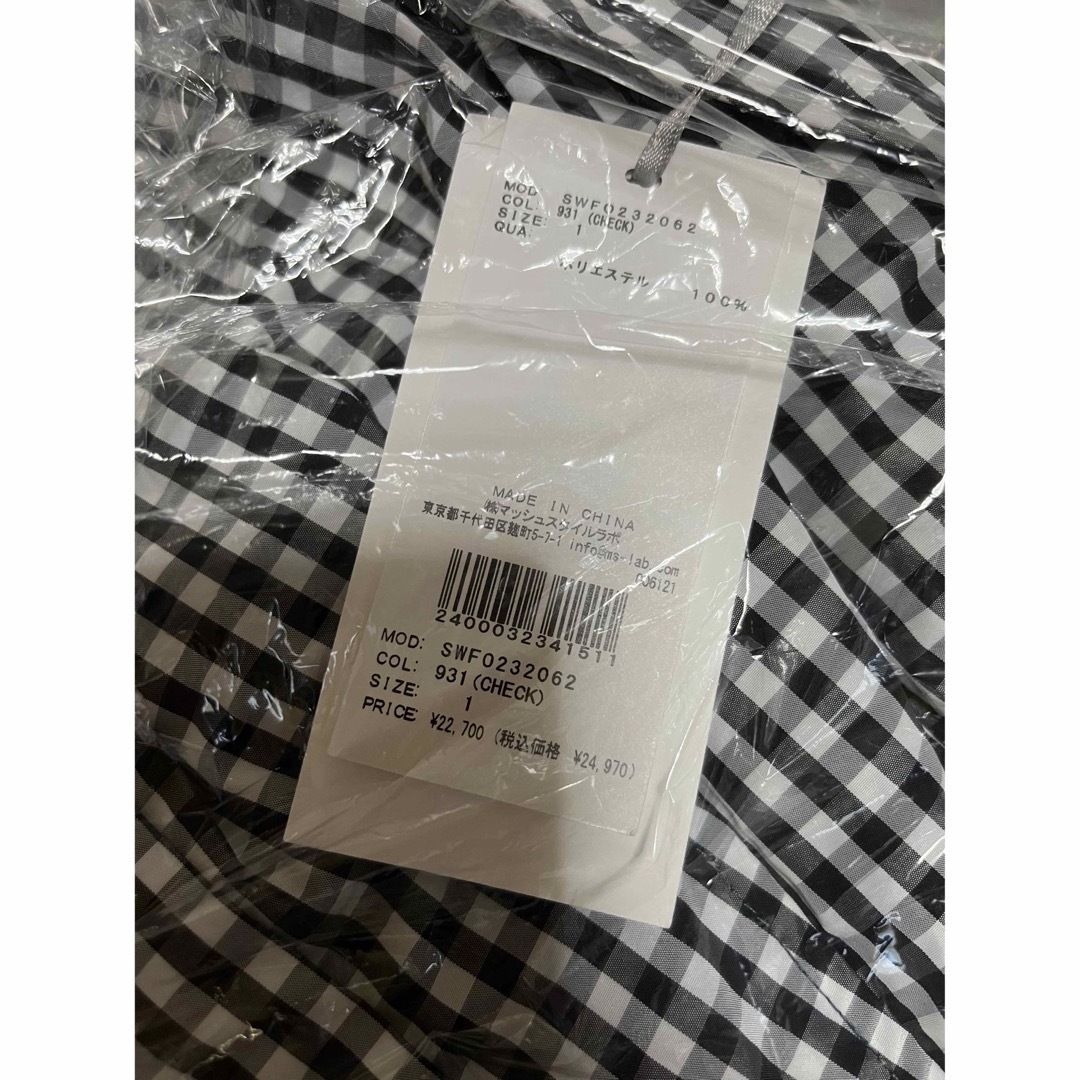 MOD: SWF0232062
COL: 931 (CHECK)
SIZE: 1
QUA:
ポリエステル 100%
MADE IN CHINA
㈱マッシュスタイルラボ
東京都千代田区麹町5-7-1 info@ms-lab.com
006121
2400032341511
MOD: SWF0232062
COL: 931(CHECK)
SIZE: 1
PRICE: ¥22,700 (税込価格 ¥24,970)